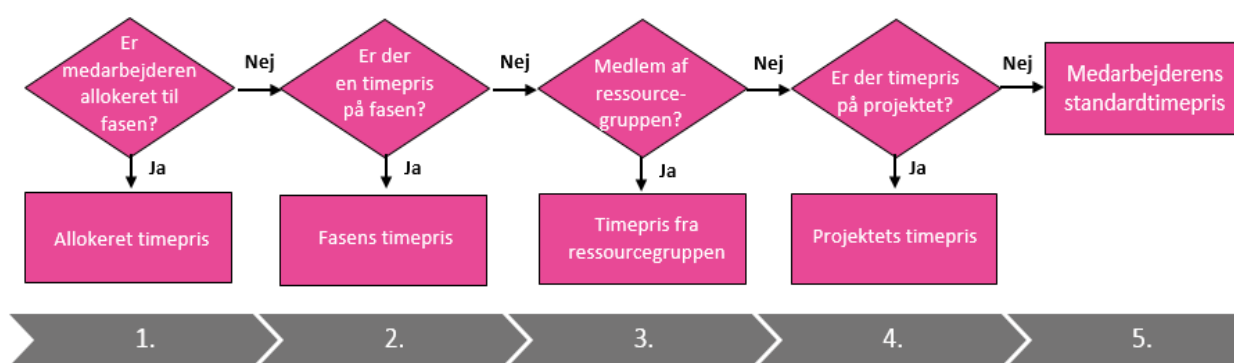 Er
medarbejderen
allokeret til
fasen?
Nej
Ja
Allokeret timepris
Er der
en timepris
på fasen?
Nej
Ja
Fasens timepris
Medlem af
ressource-
gruppen?
Nej
Ja
Timepris fra
ressourcegruppen
Er der timepris
på projektet?
Nej
Ja
Projektets timepris
Medarbejderens
standardtimepris
1.
2.
3.
4.
5.